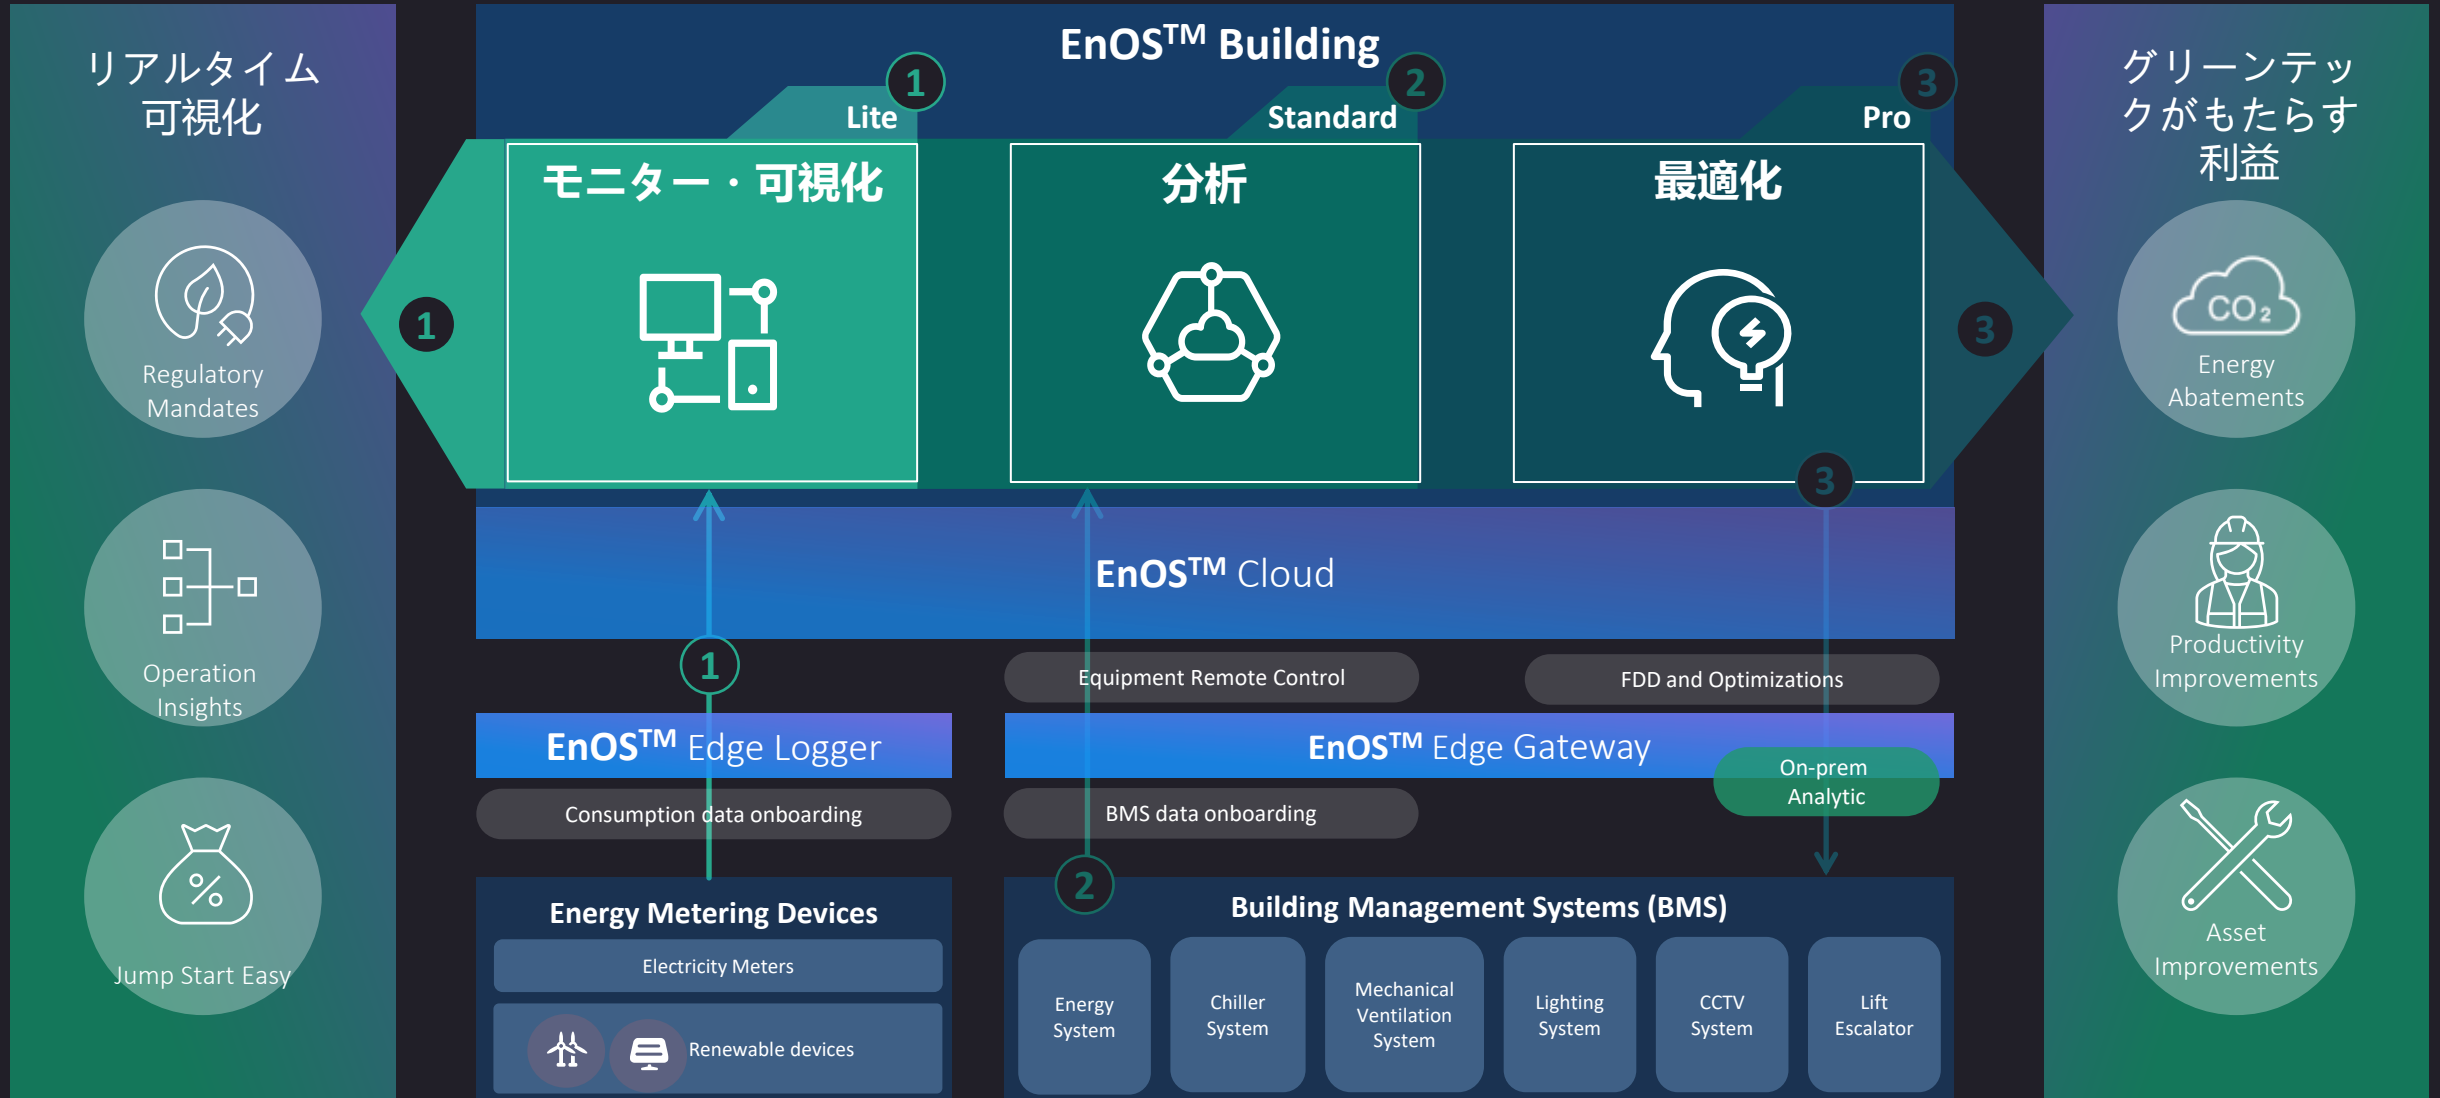 リアルタイム
可視化
Regulatory
Mandates
Operation
Insights
Jump Start Easy
EnOS™ Building
1
Lite
2
Standard
3
Pro
1
モニター・可視化
分析
最適化
3
3
EnOS™ Cloud
1
Equipment Remote Control
FDD and Optimizations
EnOS™ Edge Logger
EnOS™ Edge Gateway
On-prem
Analytic
Consumption data onboarding
BMS data onboarding
2
Energy Metering Devices
Electricity Meters
Renewable devices
Building Management Systems (BMS)
Energy
System
Chiller
System
Mechanical
Ventilation
System
Lighting
System
CCTV
System
Lift
Escalator
グリーンテッ
クがもたらす
利益
CO₂
Energy
Abatements
Productivity
Improvements
Asset
Improvements